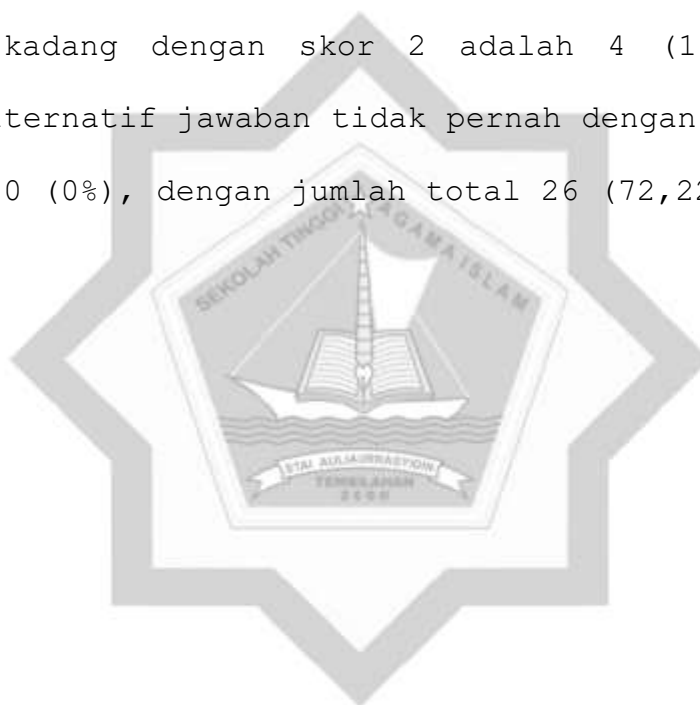 kadang dengan skor 2 adalah 4 (1
ternatif jawaban tidak pernah dengan
0 (0%), dengan jumlah total 26 (72,22
SEKOLAH TINGGI AGAMA ISLAM
STAI AULIAURRASYIDIN
TEMBILAHAN